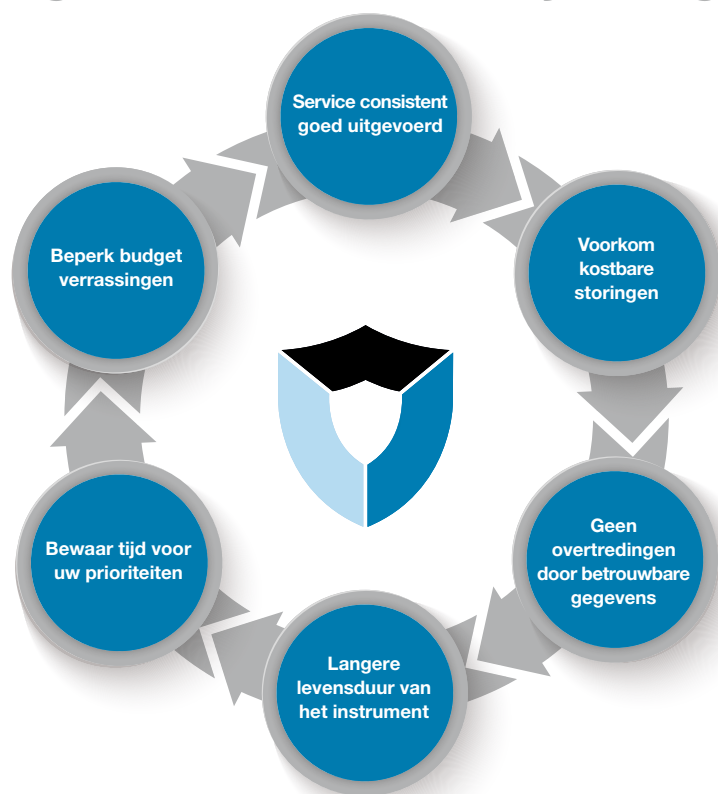 Service consistent
goed uitgevoerd
Voorkom
kostbare
storingen
Geen
overtredingen
door betrouwbare
gegevens
Langere
levensduur van
het instrument
Bewaar tijd voor
uw prioriteiten
Beperk budget
verrassingen